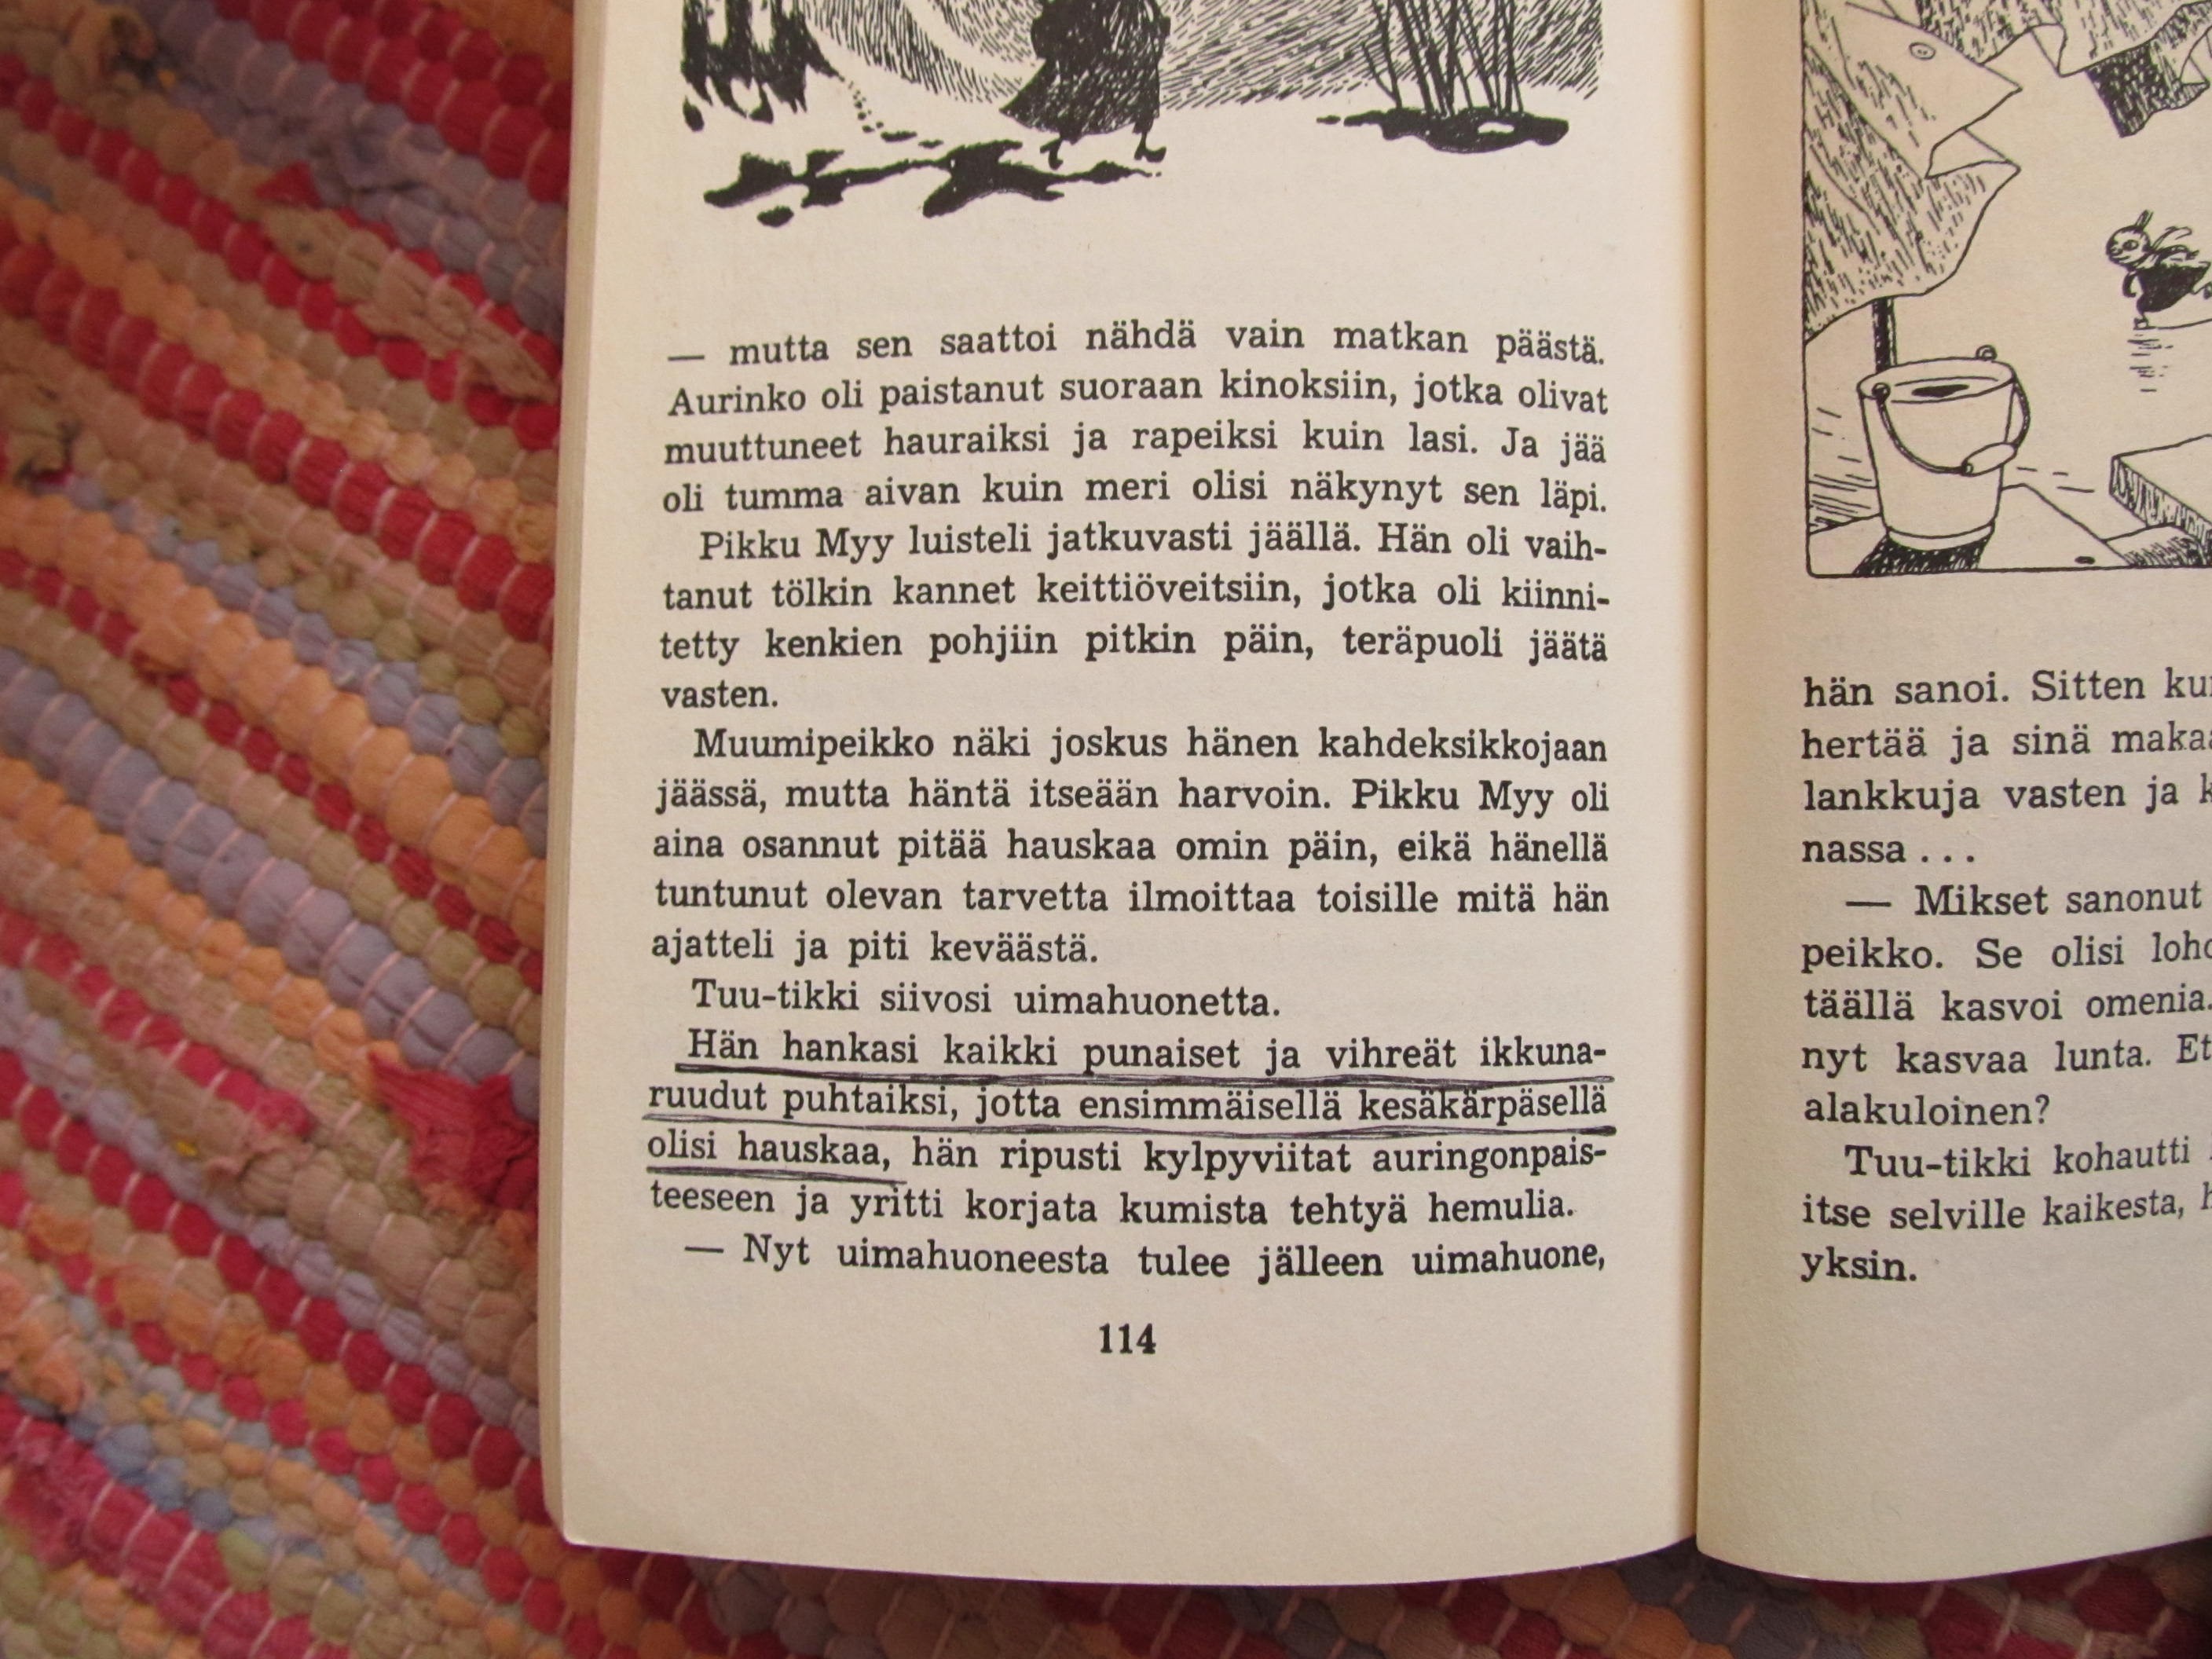 — mutta sen saattoi nähdä vain matkan päästä.
Aurinko oli paistanut suoraan kinoksiin, jotka olivat
muuttuneet hauraiksi ja rapeiksi kuin lasi. Ja jää
oli tumma aivan kuin meri olisi näkynyt sen läpi.
Pikku Myy luisteli jatkuvasti jäällä. Hän oli vaih-
tanut tölkin kannet keittiöveitsiin, jotka oli kiinni-
tetty kenkien pohjiin pitkin päin, teräpuoli jäätä
vasten.
Muumipeikko näki joskus hänen kahdeksikkojaan
jäässä, mutta häntä itseään harvoin. Pikku Myy oli
aina osannut pitää hauskaa omin päin, eikä hänellä
tuntunut olevan tarvetta ilmoittaa toisille mitä hän
ajatteli ja piti keväästä.
Tuu-tikki siivosi uimahuonetta.
Hän hankasi kaikki punaiset ja vihreät ikkuna-
ruudut puhtaiksi, jotta ensimmäisellä kesäkärpäsellä
olisi hauskaa, hän ripusti kylpyviitat auringonpais-
teeseen ja yritti korjata kumista tehtyä hemulia.
— Nyt uimahuoneesta tulee jälleen uimahuone,
114
hän sanoi. Sitten
hertää ja sinä
lankkuja vasten ja
nassa . . .
— Mikset sanonut
peikko. Se olisi
täällä kasvoi omenia.
nyt kasvaa lunta.
alakuloinen?
Tuu-tikki kohautti
itse selville kaikesta,
yksin.